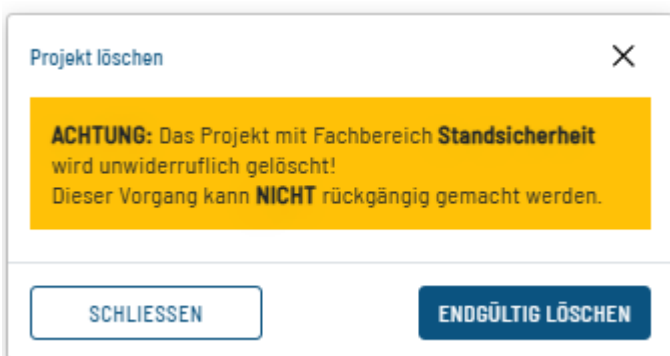 Projekt löschen
ACHTUNG: Das Projekt mit Fachbereich Standsicherheit
wird unwiderruflich gelöscht!
Dieser Vorgang kann NICHT rückgängig gemacht werden.
SCHLIESSEN
ENDGÜLTIG LÖSCHEN